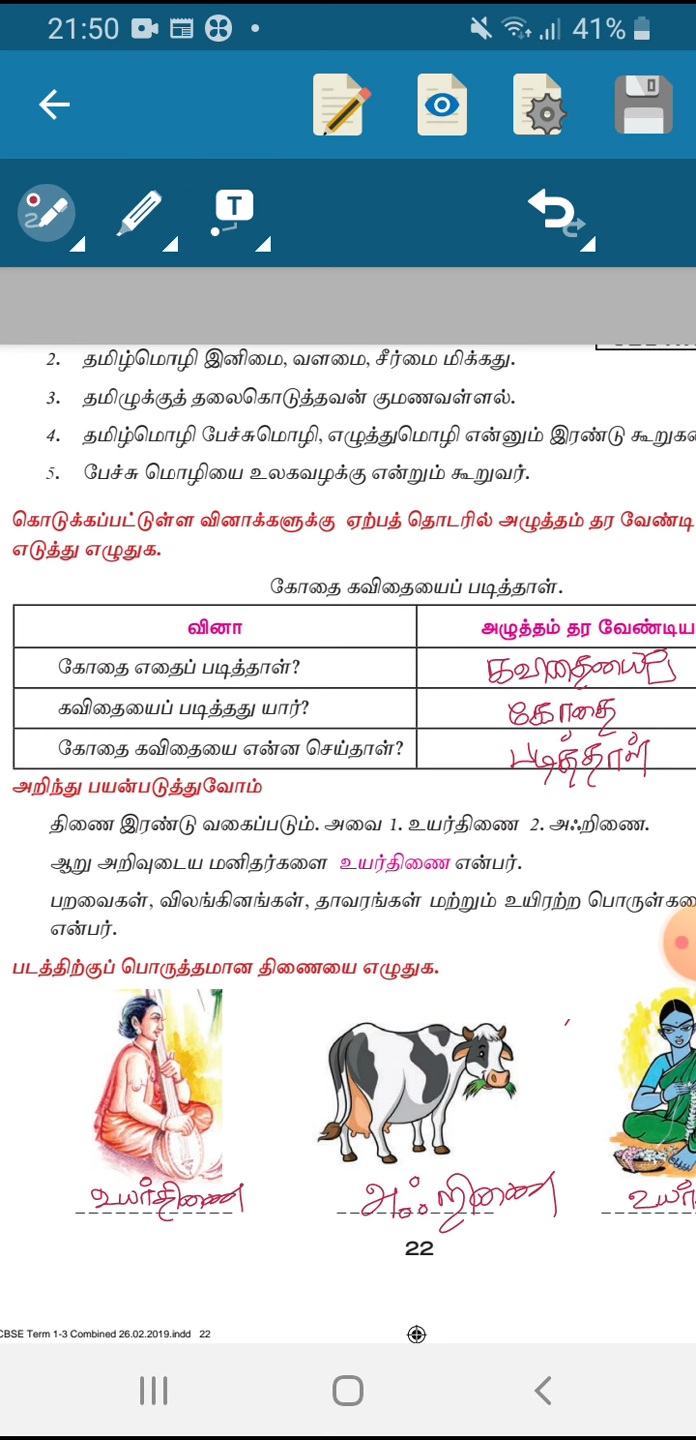 21:50
41%
T
2. தமிழ்மொழி இனிமை, வளமை, சீர்மை மிக்கது.
3. தமிழுக்குத் தலைகொடுத்தவன் குமணவள்ளல்.
4. தமிழ்மொழி பேச்சுமொழி, எழுத்துமொழி என்னும் இரண்டு
5. பேச்சு மொழியை உலகவழக்கு என்றும் கூறுவர்.
கொடுக்கப்பட்டுள்ள வினாக்களுக்கு ஏற்பத் தொடரில் அழுத்தம் தர
எடுத்து எழுதுக.
கோதை கவிதையைப் படித்தாள்.
வினா அழுத்தம் தர வேண்டிய
கோதை எதைப் படித்தாள்? கவிதையைப்
கவிதையைப் படித்தது யார்? கோதை
கோதை கவிதையை என்ன செய்தாள்? படித்தாள்
அறிந்து பயன்படுத்துவோம்
திணை இரண்டு வகைப்படும். அவை 1. உயர்திணை 2. அஃறிணை.
ஆறு அறிவுடைய மனிதர்களை உயர்திணை என்பர்.
பறவைகள், விலங்கினங்கள், தாவரங்கள் மற்றும் உயிரற்ற
என்பர்.
படத்திற்குப் பொருத்தமான திணையை எழுதுக.
உயர்திணை அஃறிணை
22
CBSE Term 1-3 Combined 26.02.2019.indd 22